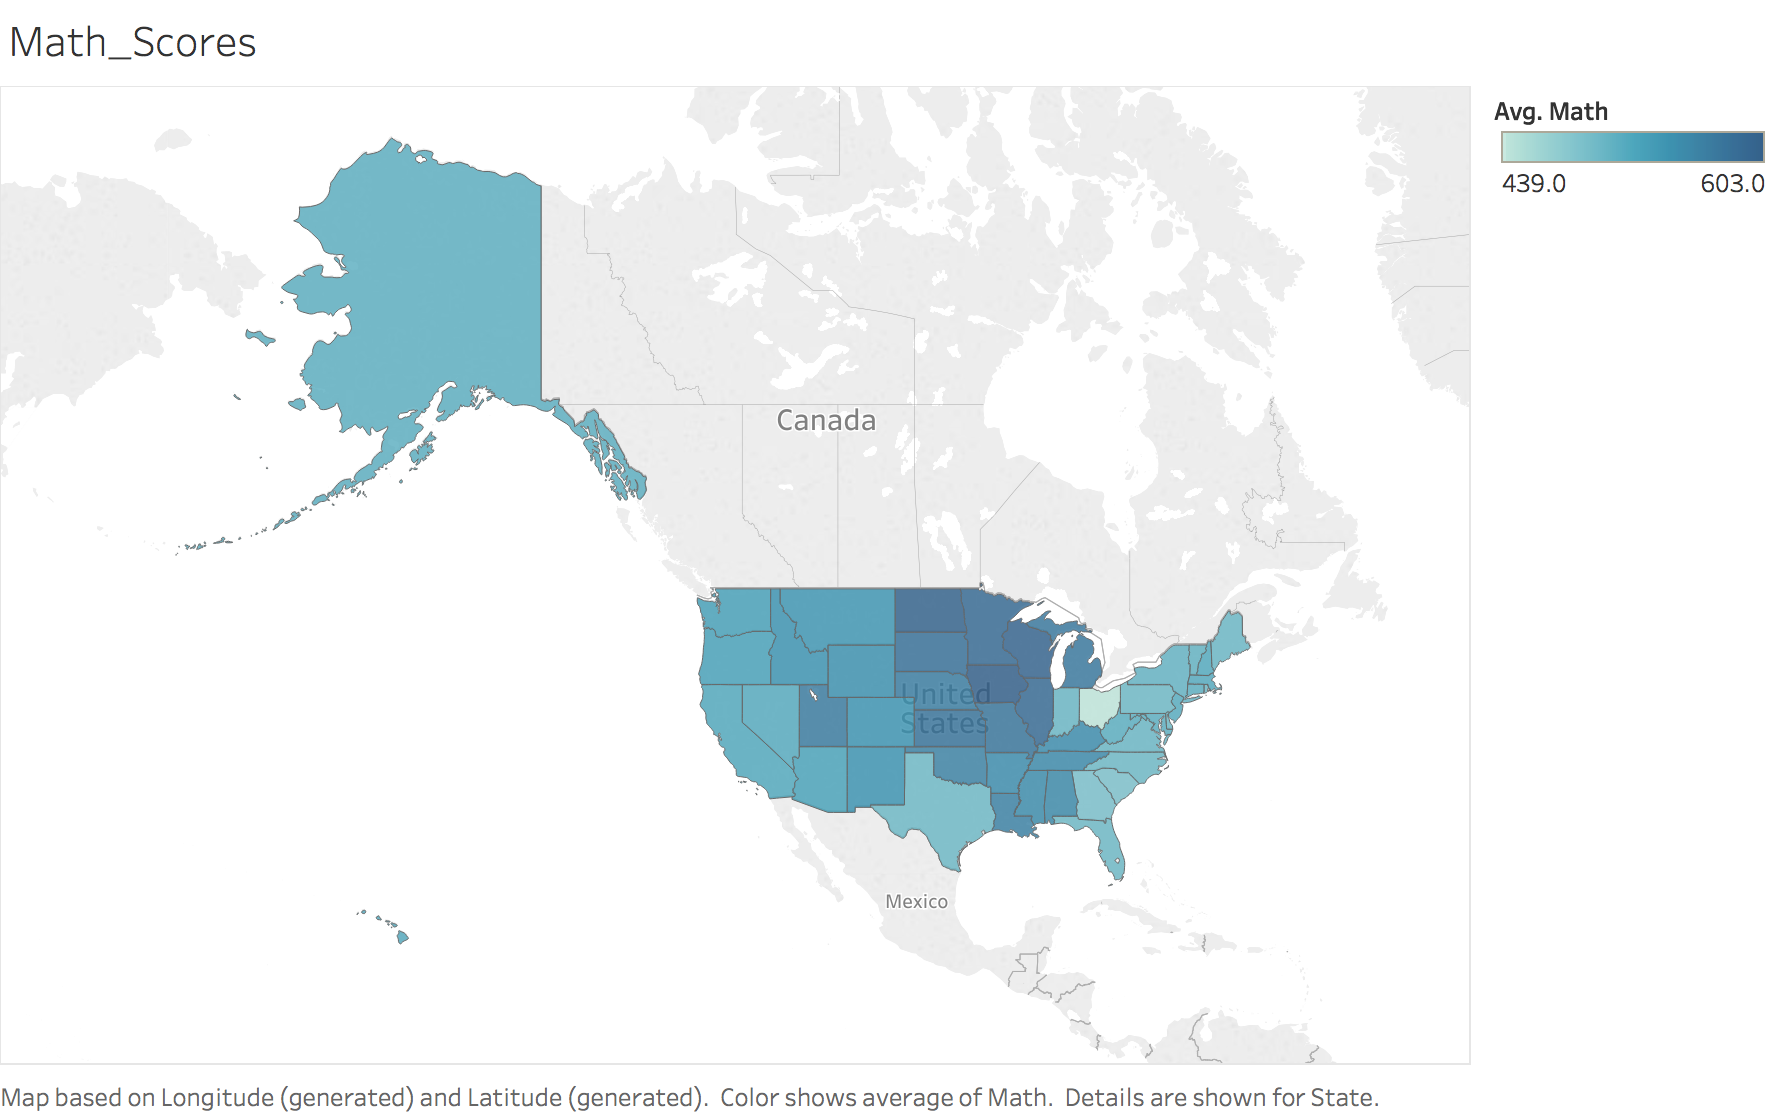 Math_Scores
Avg. Math
439.0 603.0
Canada
United
States
Mexico
Map based on Longitude (generated) and Latitude (generated).  Color shows average of Math.  Details are shown for State.